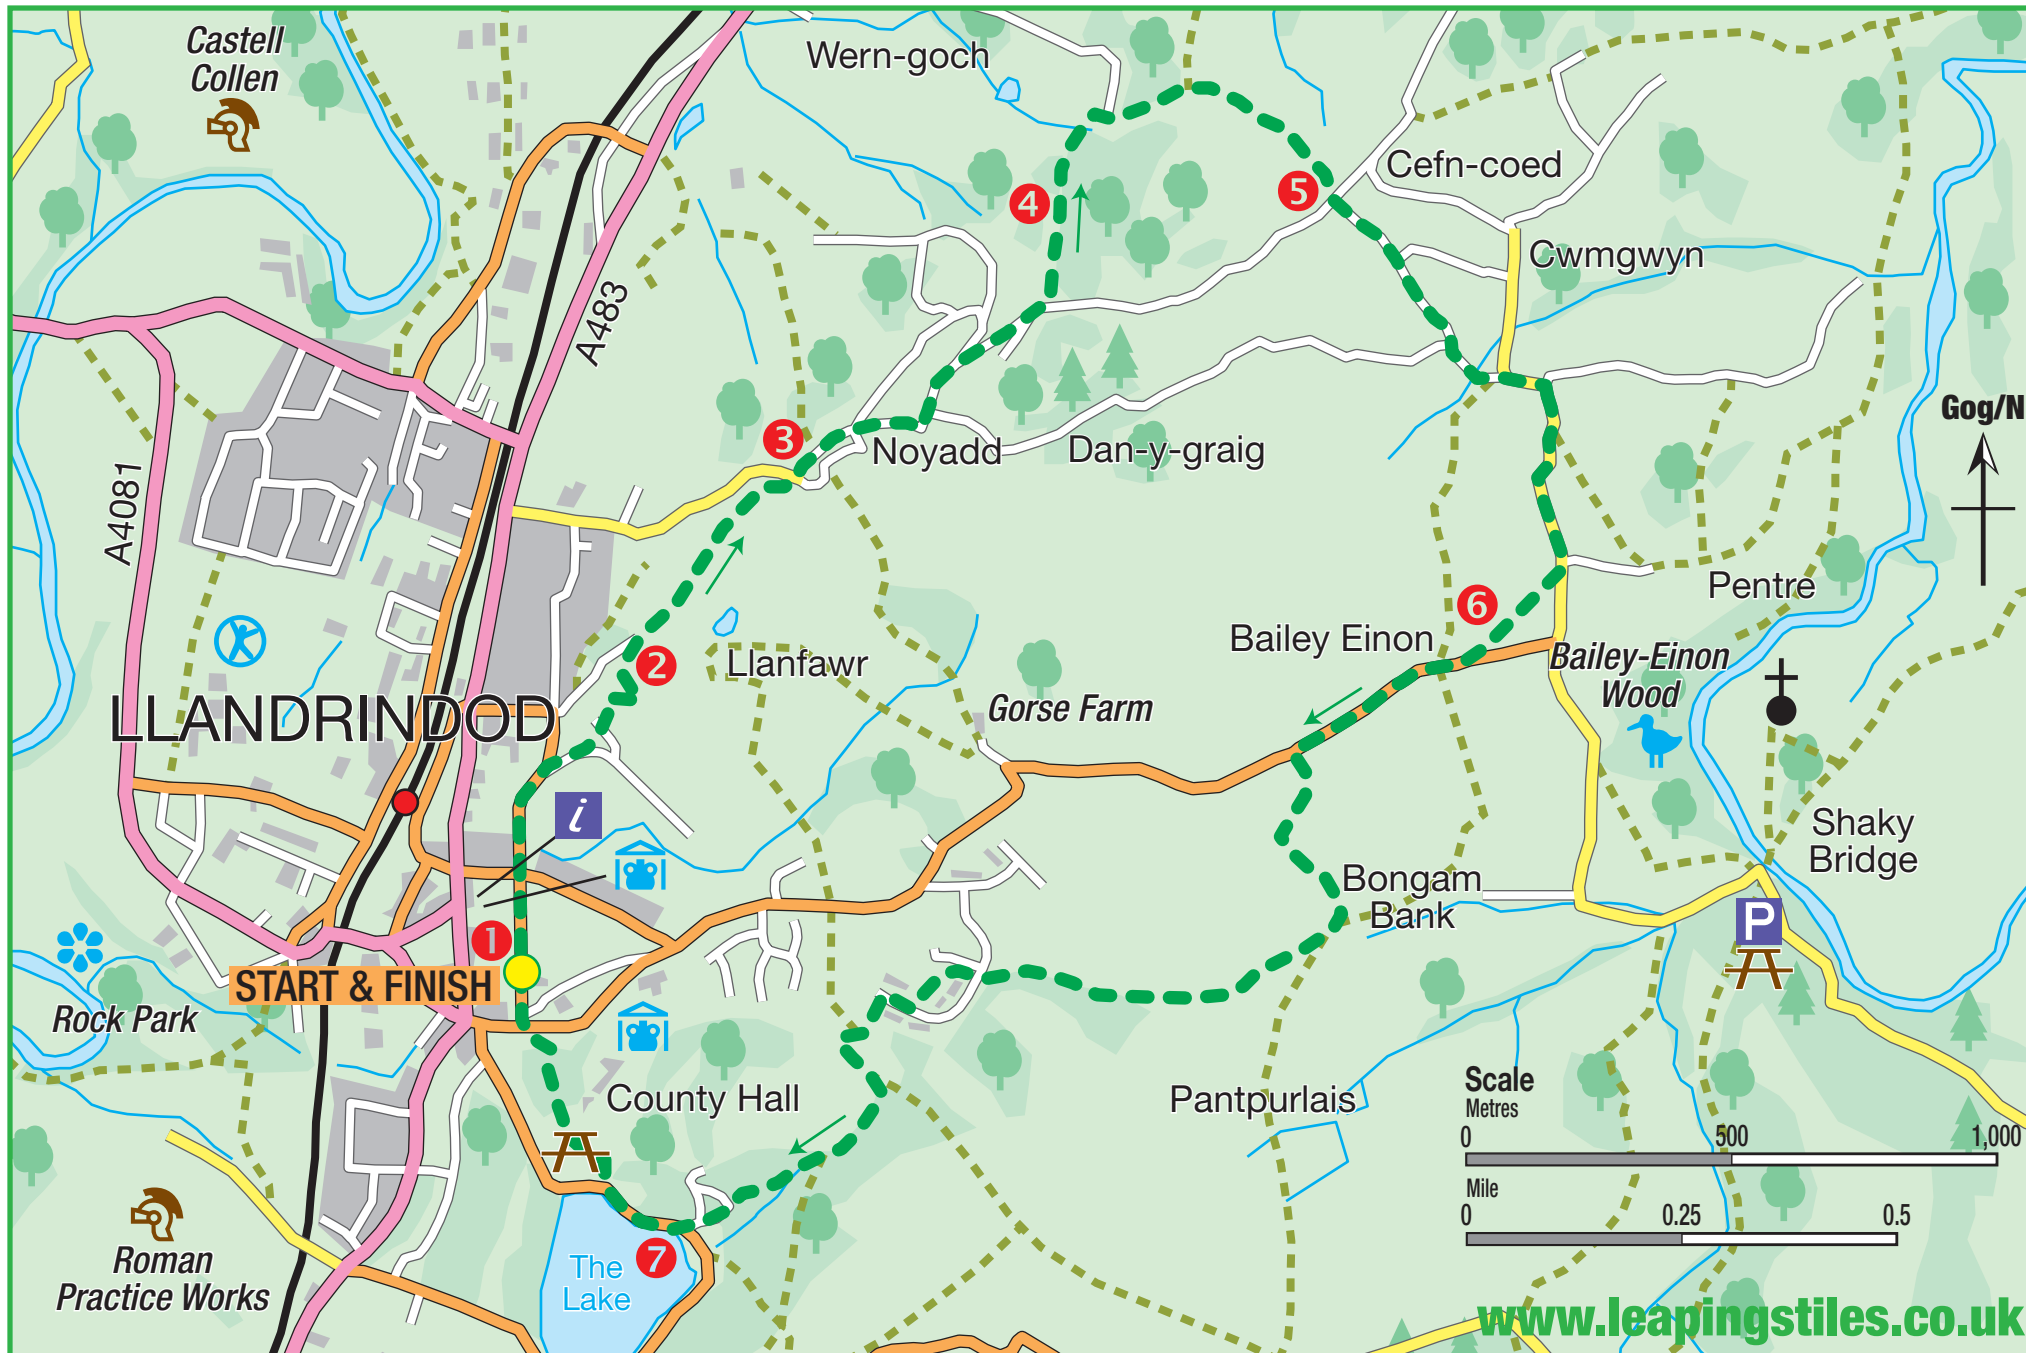 Castell
Collen
Wern-goch
Cefn-coed
Cwmgwyn
4
5
A483
Gog/N
3
Noyadd
Dan-y-graig
A4081
Pentre
6
Bailey Einon
Bailey-Einon
Wood
2
Llanfawr
Gorse Farm
LLANDRINDOD
i
Shaky
Bridge
Bongam
Bank
P
1
START & FINISH
Rock Park
County Hall
Pantpurlais
Scale
Metres
0 500 1,000
Mile
0 0.25 0.5
Roman
Practice Works
The
Lake
7
www.leapingstiles.co.uk